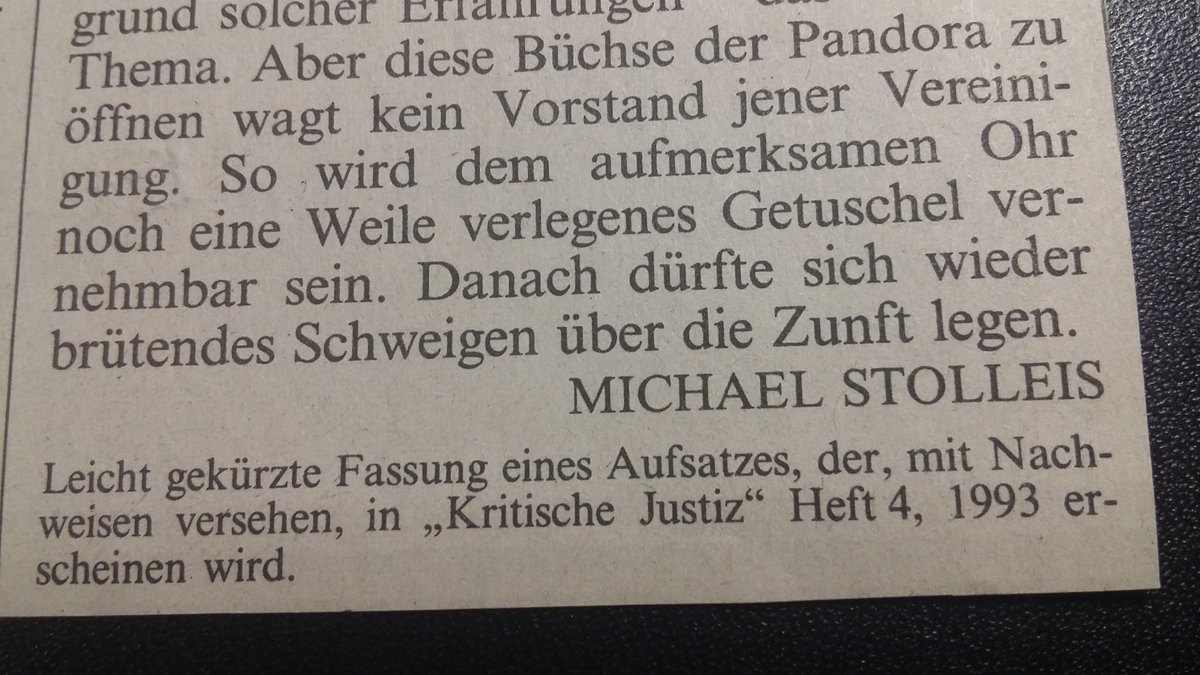 grund solcher Erfahrungen
Thema. Aber diese Büchse der Pandora zu
öffnen wagt kein Vorstand jener Vereini-
gung. So wird dem aufmerksamen Ohr
noch eine Weile verlegenes Getuschel ver-
nehmbar sein. Danach dürfte sich wieder
brütendes Schweigen über die Zunft legen.
MICHAEL STOLLEIS
Leicht gekürzte Fassung eines Aufsatzes, der, mit Nach-
weisen versehen, in „Kritische Justiz“ Heft 4, 1993 er-
scheinen wird.